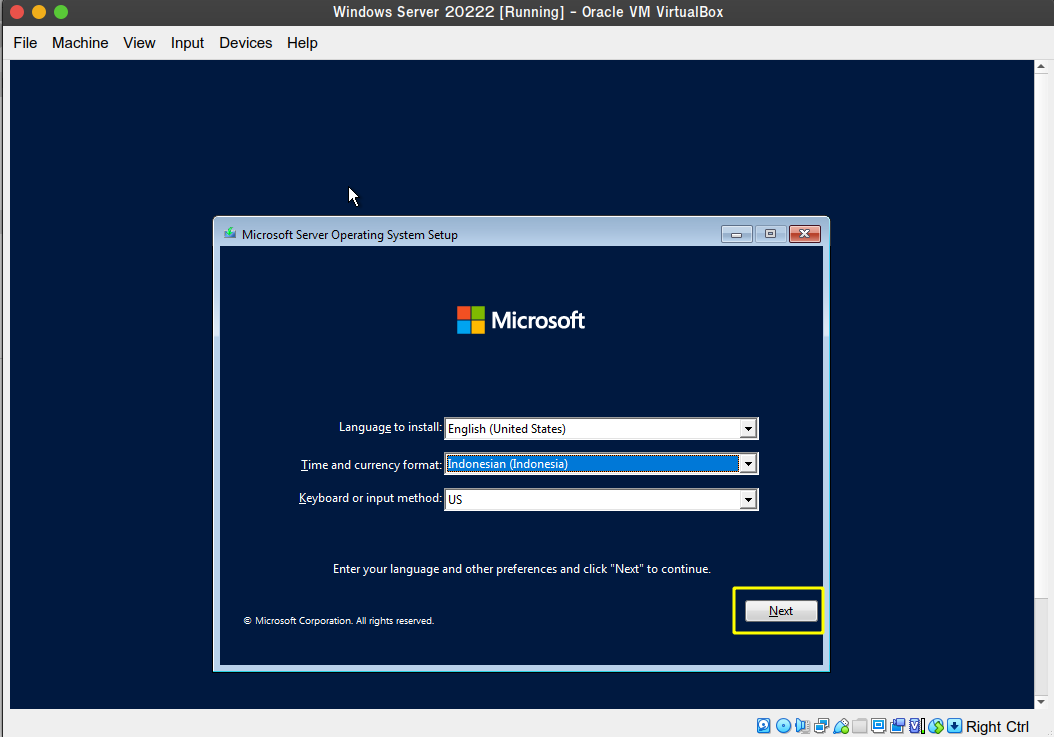 Windows Server 20222 [Running] - Oracle VM VirtualBox
File Machine View Input Devices Help
Microsoft Server Operating System Setup
Microsoft
Language to install: English (United States)
Time and currency format: Indonesian (Indonesia)
Keyboard or input method: US
Enter your language and other preferences and click "Next" to continue.
Next
© Microsoft Corporation. All rights reserved.
Right Ctrl